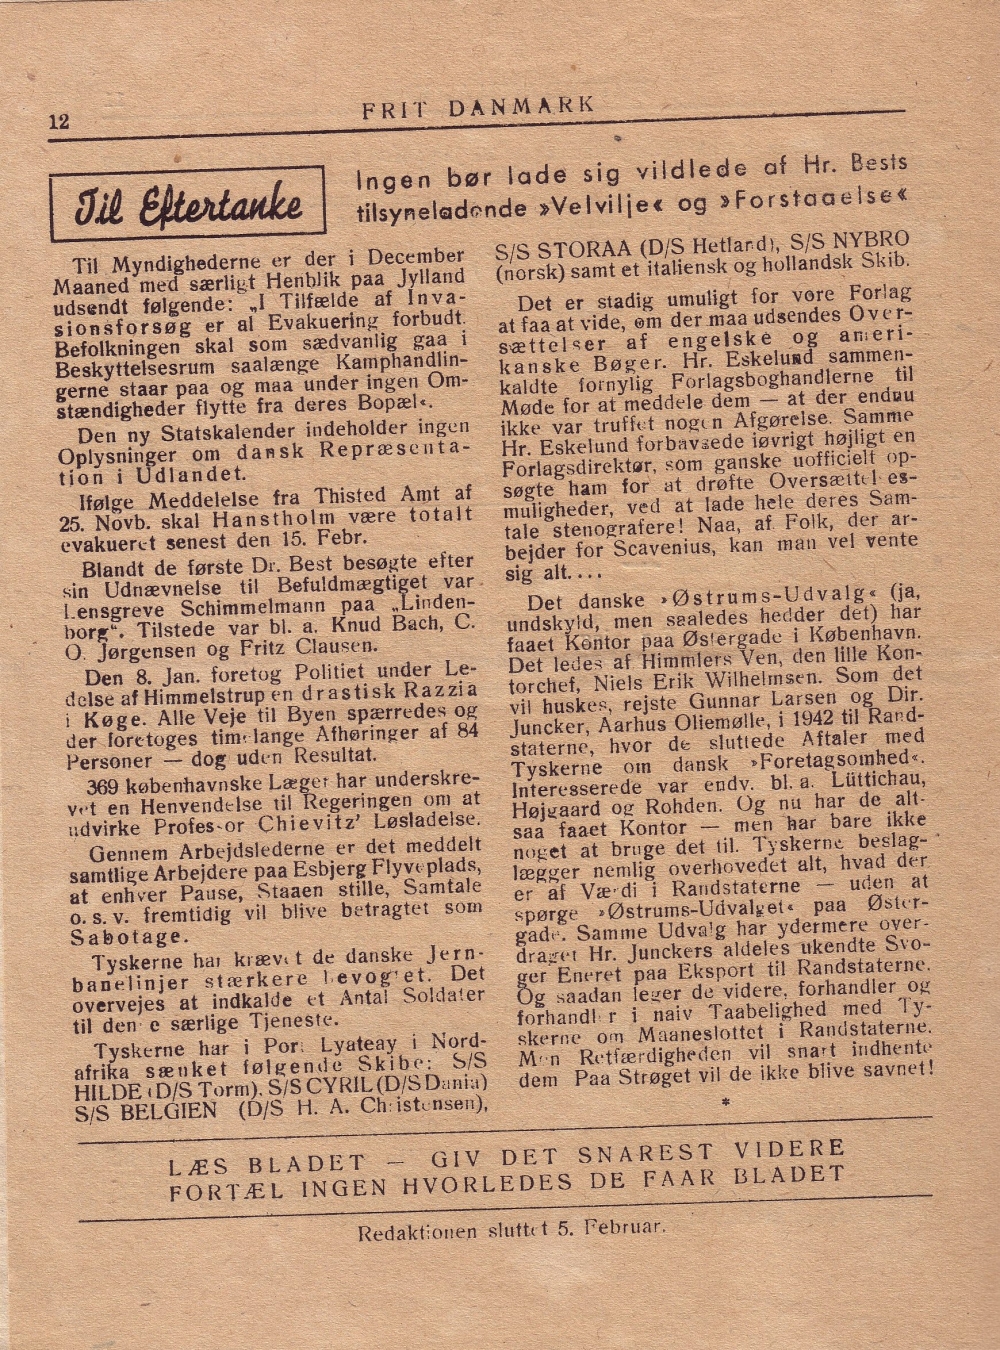 12
FRIT DANMARK
Til Eftertanke
Ingen bør lade sig vildlede af Hr. Bests
tilsyneladende »Velvilje« og »Forstaaelse«
Til Myndighederne er der i December
Maaned med særligt Henblik paa Jylland
udsendt følgende: „I Tilfælde af Inva-
sionsforsøg er al Evakuering forbudt.
Befolkningen skal som sædvanlig gaa i
Beskyttelsesrum saalænge Kamphandlin-
gerne staar paa og maa under ingen Om-
stændigheder flytte fra deres Bopæl«.
Den ny Statskalender indeholder ingen
Oplysninger om dansk Repræsenta-
tion i Udlandet.
Ifølge Meddelelse fra Thisted Amt af
25. Novb. skal Hanstholm være totalt
evakueret senest den 15. Febr.
Blandt de første Dr. Best besøgte efter
sin Udnævnelse til Befuldmægtiget var
Lensgreve Schimmelmann paa „Linden-
borg“. Tilstede var bl. a. Knud Bach, C.
O. Jørgensen og Fritz Clausen.
Den 8. Jan. foretog Politiet under Le-
delse af Himmelstrup en drastisk Razzia
i Køge. Alle Veje til Byen spærredes og
der foretoges timelange Afhøringer af 84
Personer — dog uden Resultat.
369 københavnske Læger har underskre-
vet en Henvendelse til Regeringen om at
udvirke Professor Chievitz' Løsladelse.
Gennem Arbejdslederne er det meddelt
samtlige Arbejdere paa Esbjerg Flyveplads,
at enhver Pause, Staaen stille, Samtale
o. s. v. fremtidig vil blive betragtet som
Sabotage.
Tyskerne har krævet de danske Jern-
banelinjer stærkere bevogtet. Det
overvejes at indkalde et Antal Soldater
til denne særlige Tjeneste.
Tyskerne har i Port Lyateay i Nord-
afrika sænket følgende Skibe: S/S
HILDE (D/S Torm), S/S CYRIL (D/S Dania)
S/S BELGIEN (D/S H. A. Christensen),
S/S STORAA (D/S Hetland), S/S NYBRO
(norsk) samt et italiensk og hollandsk Skib.
Det er stadig umuligt for vore Forlag
at faa at vide, om der maa udsendes Over-
sættelser af engelske og ameri-
kanske Bøger. Hr. Eskelund sammen-
kaldte fornylig Forlagsboghandlerne til
Møde for at meddele dem — at der endnu
ikke var truffet nogen Afgørelse. Samme
Hr. Eskelund forbavsede iøvrigt højligt en
Forlagsdirektør, som ganske uofficielt op-
søgte ham for at drøfte Oversættelses-
muligheder, ved at lade hele deres Sam-
tale stenografere! Naa, af Folk, der ar-
bejder for Scavenius, kan man vel vente
sig alt....
Det danske »Østrums-Udvalg« (ja,
undskyld, men saaledes hedder det) har
faaet Kontor paa Østergade i København.
Det ledes af Himmlers Ven, den lille Kon-
torchef, Niels Erik Wilhelmsen. Som det
vil huskes, rejste Gunnar Larsen og Dir.
Juncker, Aarhus Oliemølle, i 1942 til Rand-
staterne, hvor de sluttede Aftaler med
Tyskerne om dansk »Foretagsomhed«.
Interesserede var endv. bl. a. Lüttichau,
Højgaard og Rohden. Og nu har de alt-
saa faaet Kontor — men har bare ikke
noget at bruge det til. Tyskerne beslag-
lægger nemlig overhovedet alt, hvad der
er af Værdi i Randstaterne — uden at
spørge »Østrums-Udvalget« paa Øster-
gade. Samme Udvalg har ydermere over-
draget Hr. Junckers aldeles ukendte Svo-
ger Eneret paa Eksport til Randstaterne.
Og saadan leger de videre, forhandler og
forhandler i naiv Taabelighed med Ty-
skerne om Maaneslottet i Randstaterne.
Men Retfærdigheden vil snart indhente
dem Paa Strøget vil de ikke blive savnet!
*
LÆS BLADET — GIV DET SNAREST VIDERE
FORTÆL INGEN HVORLEDES DE FAAR BLADET
Redaktionen sluttet 5. Februar.